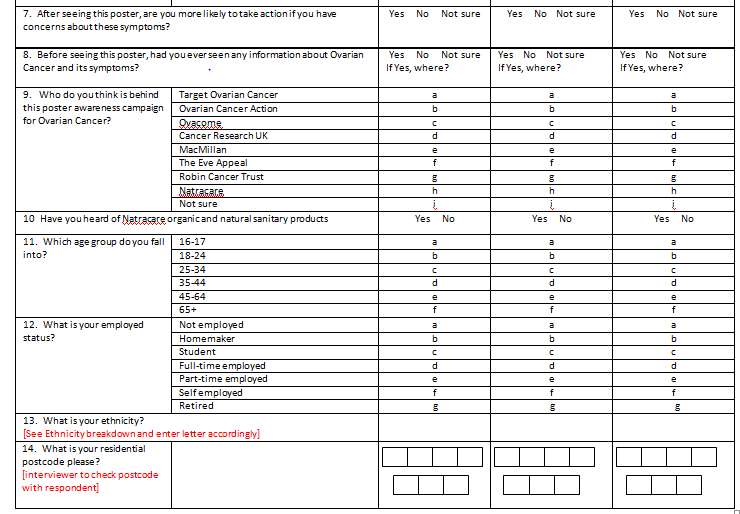 7. After seeing this poster, are you more likely to take action if you have Yes No Not sure Yes No Not sure Yes No Not sure
concerns about these symptoms?
8. Before seeing this poster, had you ever seen any information about Ovarian Yes No Not sure Yes No Not sure Yes No Not sure
Cancer and its symptoms? If Yes, where? If Yes, where? If Yes, where?
9. Who do you think is behind Target Ovarian Cancer a a a
this poster awareness campaign Ovarian Cancer Action b b b
for Ovarian Cancer? Ovacome c c c
Cancer Research UK d d d
MacMillan e e e
The Eve Appeal f f f
Robin Cancer Trust g g g
Natracare h h h
Not sure i i i
10 Have you heard of Natracare organic and natural sanitary products Yes No Yes No Yes No
11. Which age group do you fall 16-17 a a a
into? 18-24 b b b
25-34 c c c
35-44 d d d
45-64 e e e
65+ f f f
12. What is your employed Not employed a a a
status? Homemaker b b b
Student c c c
Full-time employed d d d
Part-time employed e e e
Self employed f f f
Retired g g g
13. What is your ethnicity?
[See Ethnicity breakdown and enter letter accordingly]
14. What is your residential
postcode please?
[interviewer to check postcode
with respondent]